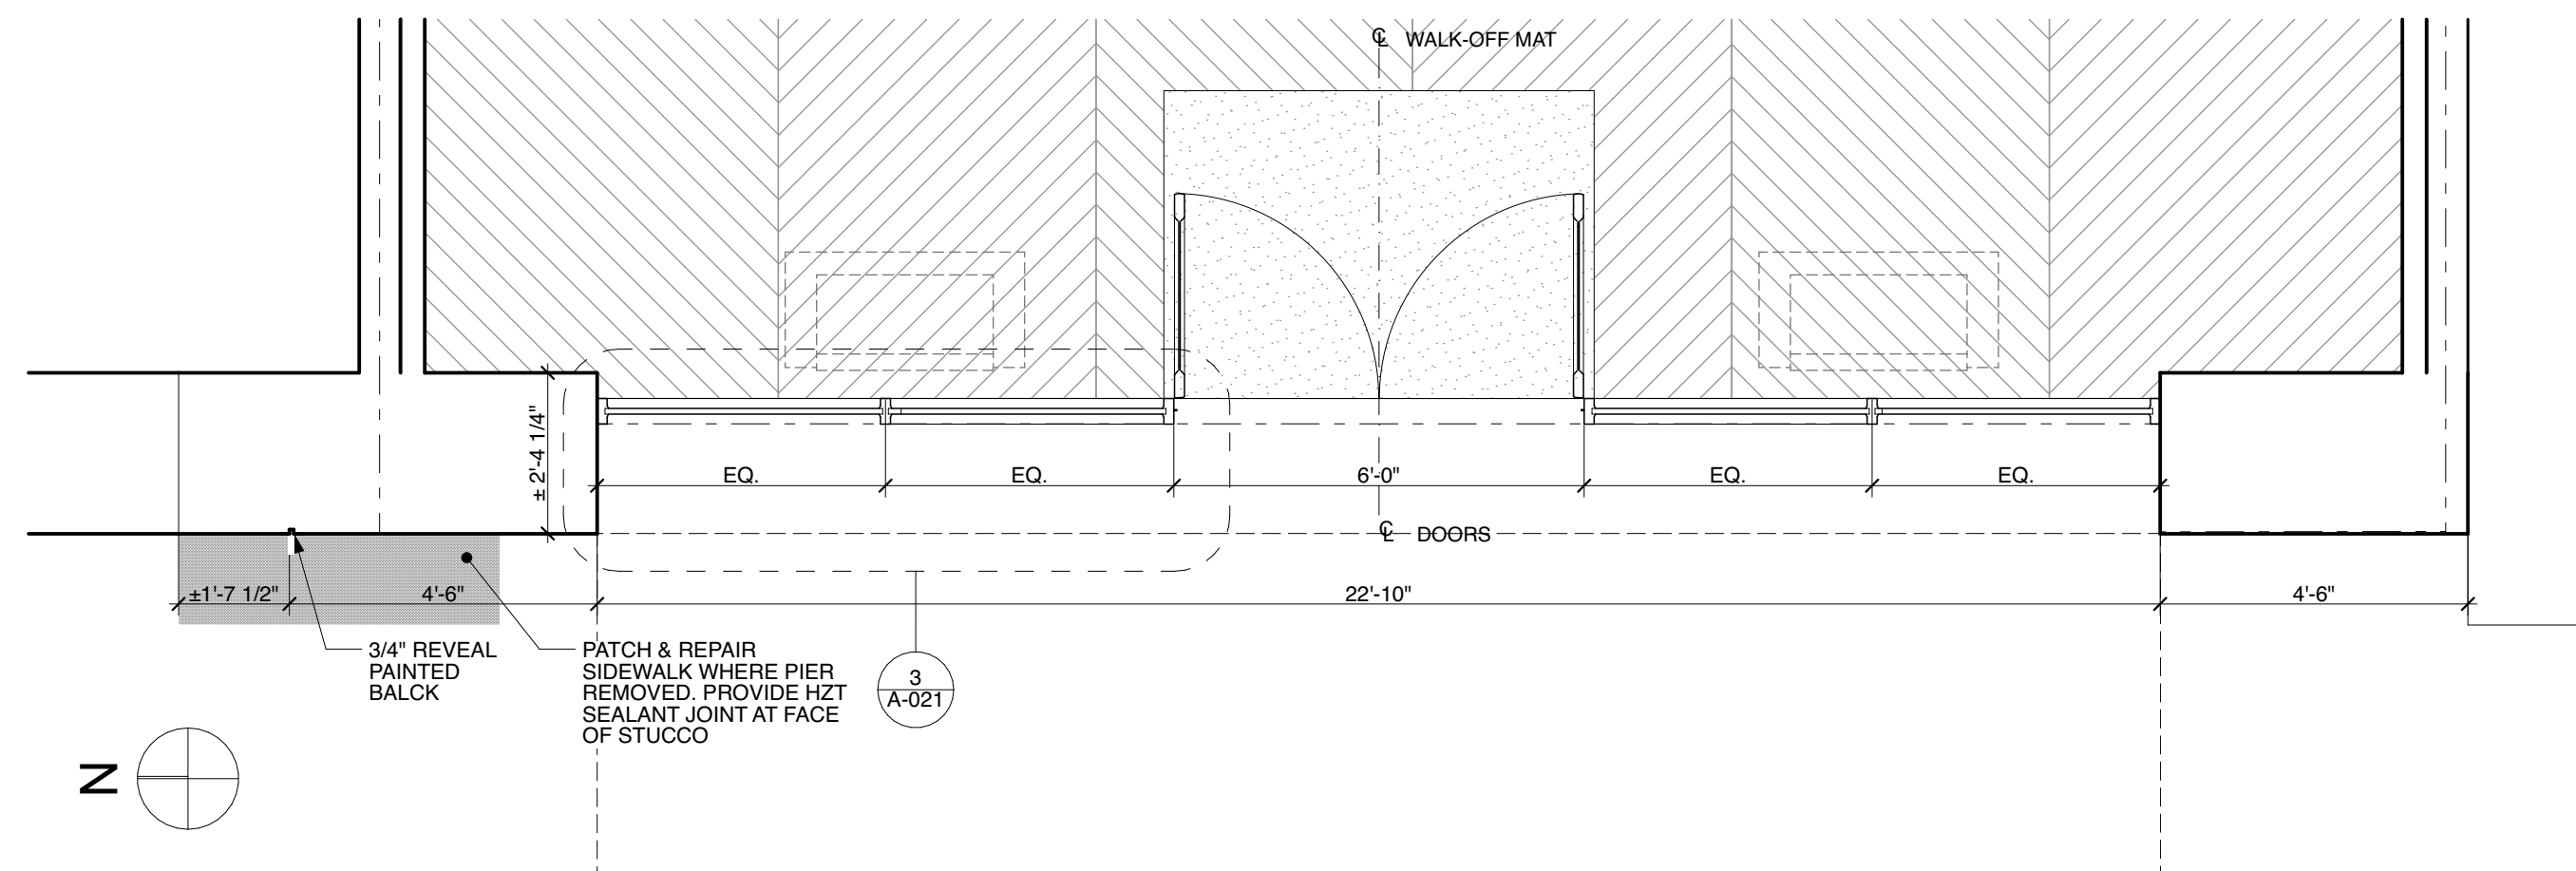 ℄ WALK-OFF MAT
± 2'-4 1/4"
EQ.
EQ.
6'-0"
EQ.
EQ.
℄ DOORS
±1'-7 1/2"
4'-6"
22'-10"
4'-6"
3/4" REVEAL
PAINTED
BALCK
PATCH & REPAIR
SIDEWALK WHERE PIER
REMOVED. PROVIDE HZT
SEALANT JOINT AT FACE
OF STUCCO
3
A-021
N